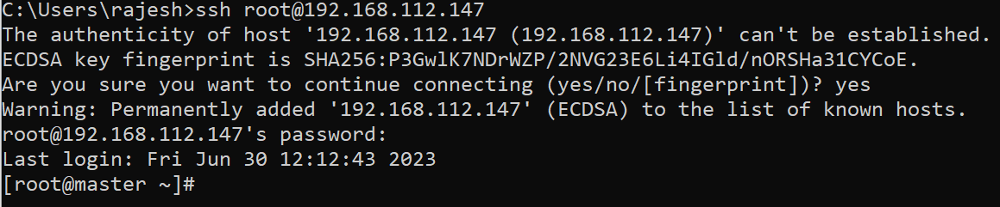 C:\Users\rajesh>ssh root@192.168.112.147
The authenticity of host '192.168.112.147 (192.168.112.147)' can't be established.
ECDSA key fingerprint is SHA256:P3GwlK7NDrWZP/2NVG23E6Li4IGld/nORSHa31CYCoE.
Are you sure you want to continue connecting (yes/no/[fingerprint])? yes
Warning: Permanently added '192.168.112.147' (ECDSA) to the list of known hosts.
root@192.168.112.147's password:
Last login: Fri Jun 30 12:12:43 2023
[root@master ~]#